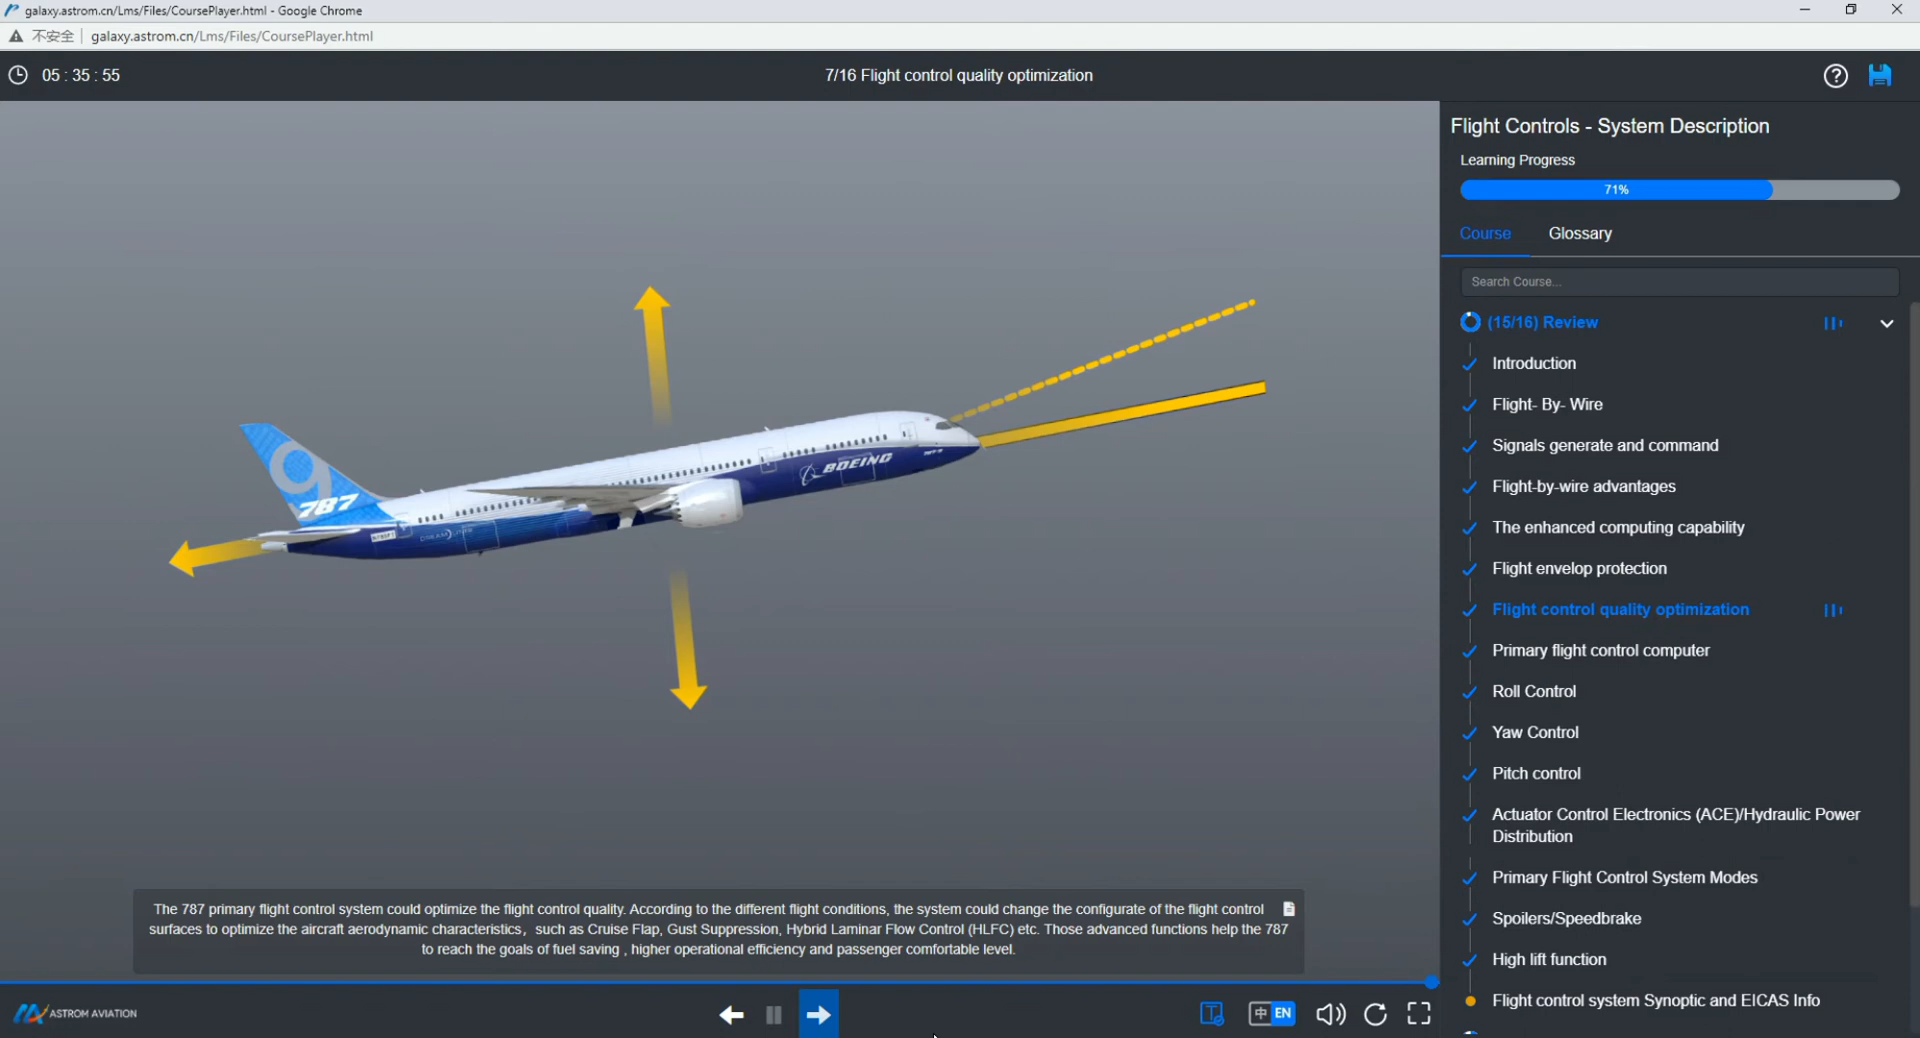 galaxy.astrom.cn/Lms/Files/CoursePlayer.html - Google Chrome
不安全 galaxy.astrom.cn/Lms/Files/CoursePlayer.html
05 : 35 : 55
7/16 Flight control quality optimization
Flight Controls - System Description
Learning Progress
71%
Course Glossary
Search Course...
(15/16) Review
Introduction
Flight- By- Wire
Signals generate and command
Flight-by-wire advantages
The enhanced computing capability
Flight envelop protection
Flight control quality optimization
Primary flight control computer
Roll Control
Yaw Control
Pitch control
Actuator Control Electronics (ACE)/Hydraulic Power
Distribution
Primary Flight Control System Modes
Spoilers/Speedbrake
High lift function
Flight control system Synoptic and EICAS Info
9
787
BOEING
The 787 primary flight control system could optimize the flight control quality. According to the different flight conditions, the system could change the configurate of the flight control
surfaces to optimize the aircraft aerodynamic characteristics, such as Cruise Flap, Gust Suppression, Hybrid Laminar Flow Control (HLFC) etc. Those advanced functions help the 787
to reach the goals of fuel saving , higher operational efficiency and passenger comfortable level.
ASTROM AVIATION
中 EN